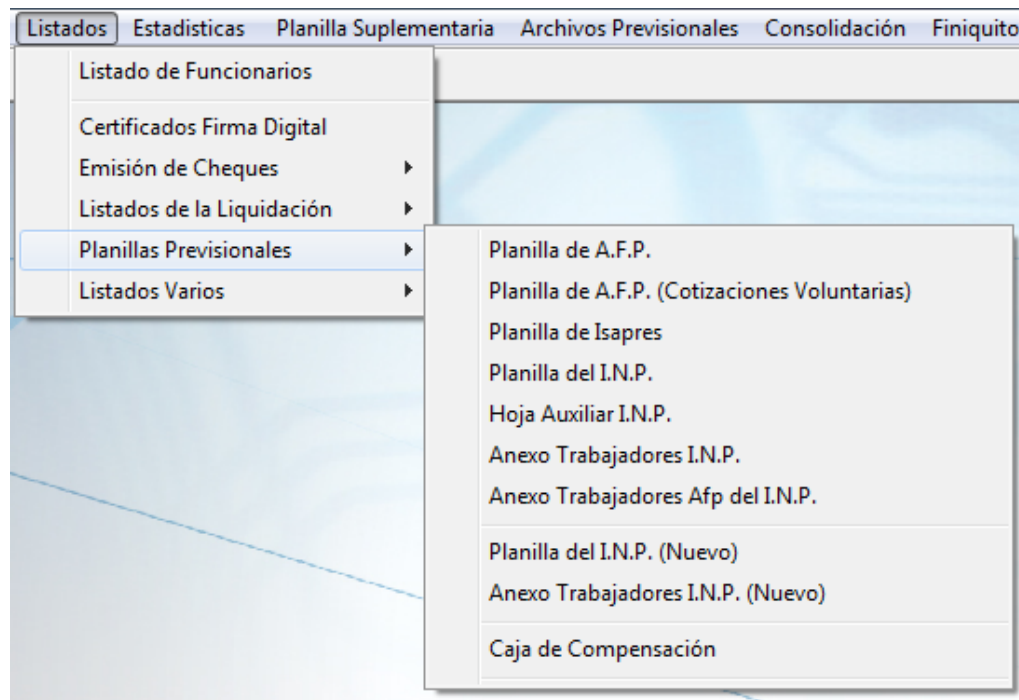 Listados Estadisticas Planilla Suplementaria Archivos Previsionales Consolidación Finiquito
Listado de Funcionarios
Certificados Firma Digital
Emisión de Cheques
Listados de la Liquidación
Planillas Previsionales
Listados Varios
Planilla de A.F.P.
Planilla de A.F.P. (Cotizaciones Voluntarias)
Planilla de Isapres
Planilla del I.N.P.
Hoja Auxiliar I.N.P.
Anexo Trabajadores I.N.P.
Anexo Trabajadores Afp del I.N.P.
Planilla del I.N.P. (Nuevo)
Anexo Trabajadores I.N.P. (Nuevo)
Caja de Compensación